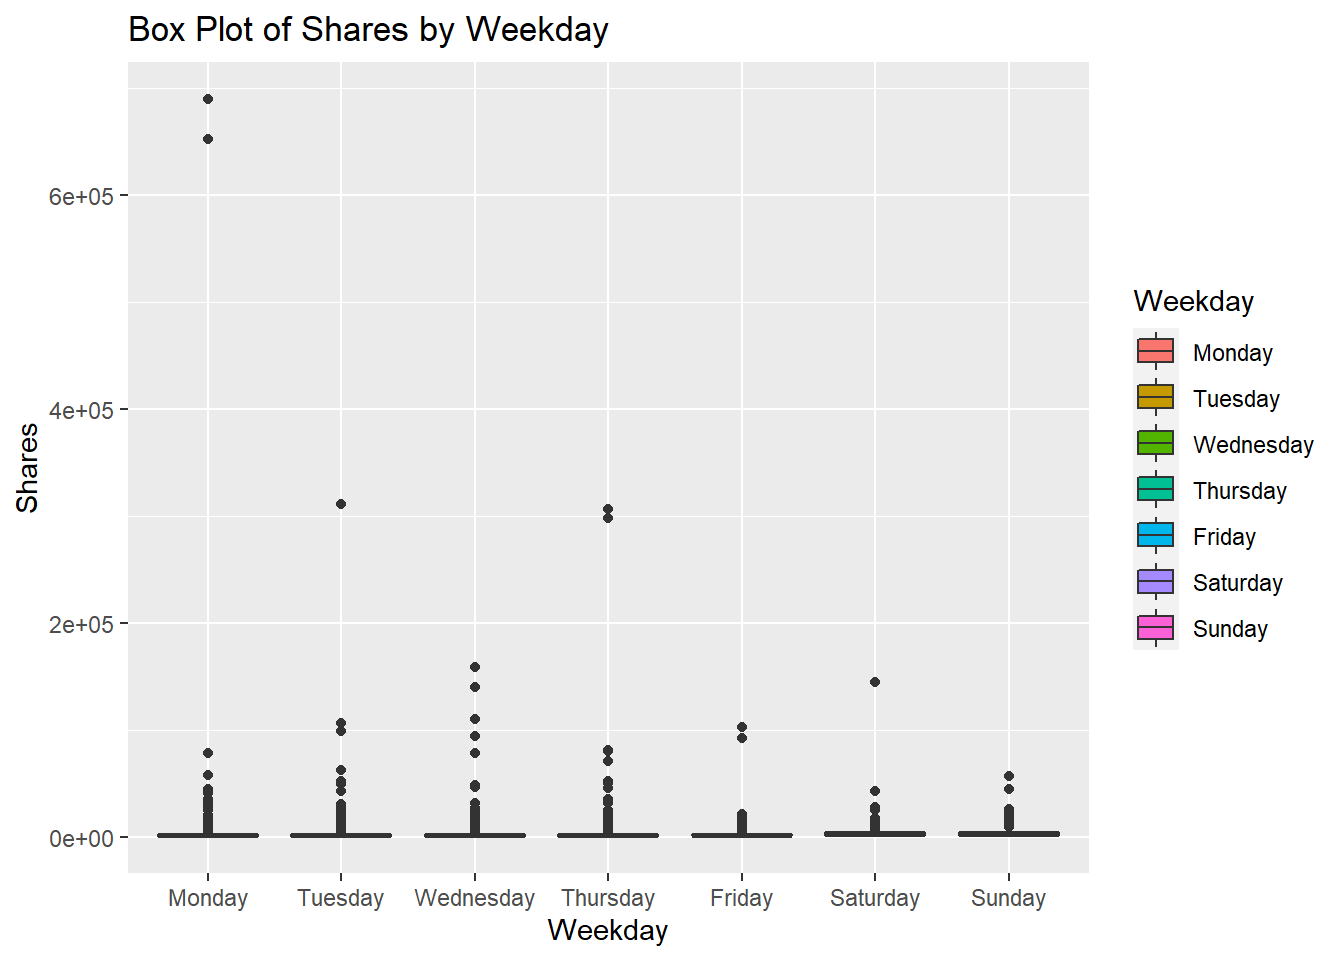 Box Plot of Shares by Weekday
Shares
6e+05
4e+05
2e+05
0e+00
Monday Tuesday Wednesday Thursday Friday Saturday Sunday
Weekday
Weekday
Monday
Tuesday
Wednesday
Thursday
Friday
Saturday
Sunday